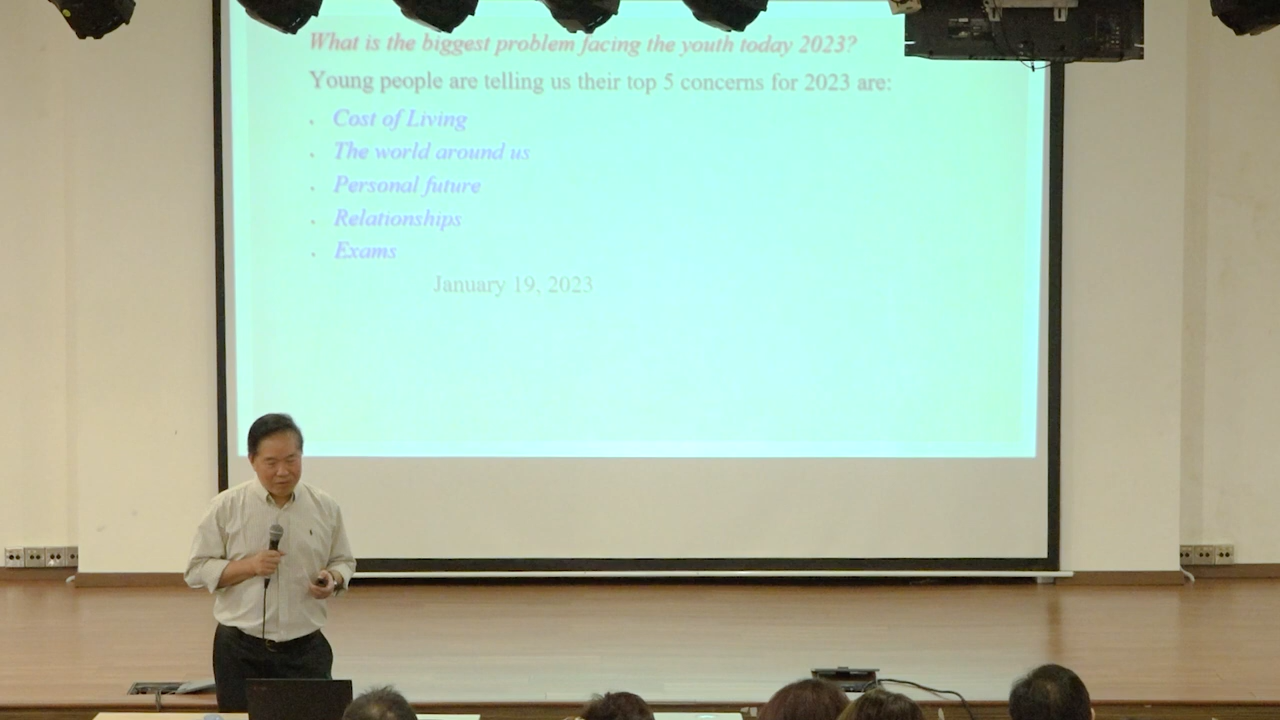 What is the biggest problem facing the youth today 2023?
Young people are telling us their top 5 concerns for 2023 are:
• Cost of Living
• The world around us
• Personal future
• Relationships
• Exams
January 19, 2023